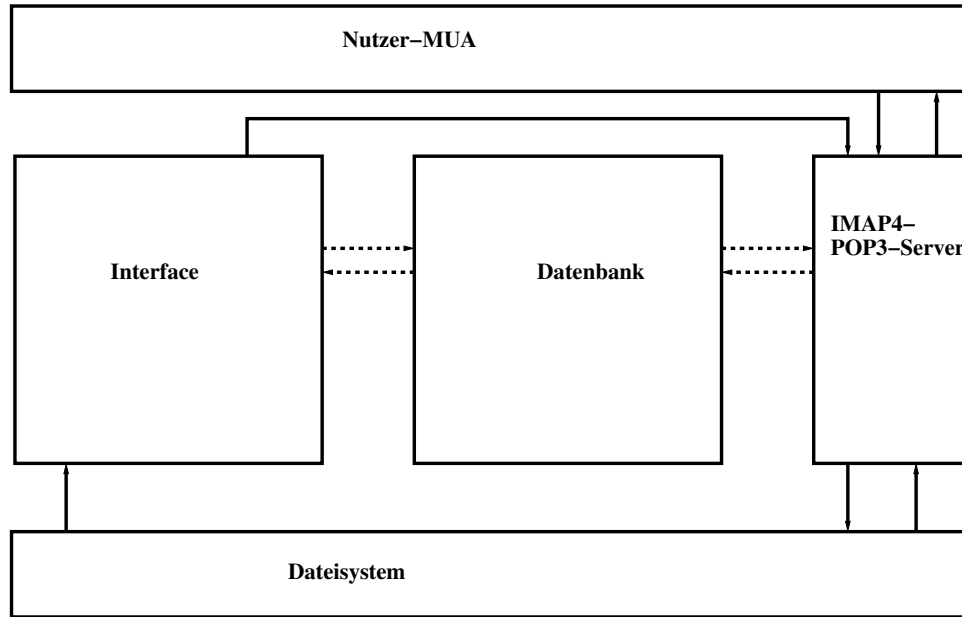 Nutzer–MUA
Interface
Datenbank
IMAP4–
POP3–Server
Dateisystem